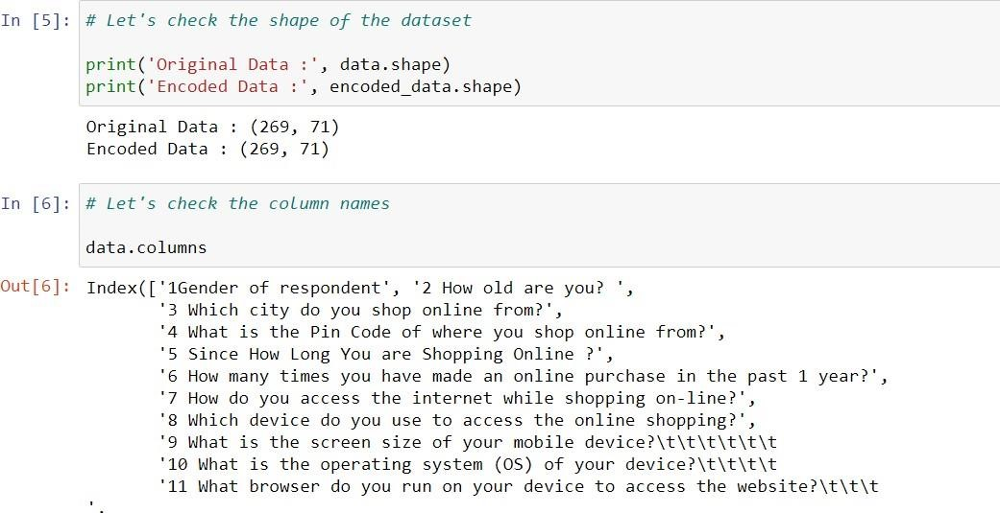 In [5]: # Let's check the shape of the dataset
print('Original Data :', data.shape)
print('Encoded Data :', encoded_data.shape)
Original Data : (269, 71)
Encoded Data : (269, 71)
In [6]: # Let's check the column names
data.columns
Out[6]: Index(['1Gender of respondent', '2 How old are you? ',
'3 Which city do you shop online from?',
'4 What is the Pin Code of where you shop online from?',
'5 Since How Long You are Shopping Online ?',
'6 How many times you have made an online purchase in the past 1 year?',
'7 How do you access the internet while shopping on-line?',
'8 Which device do you use to access the online shopping?',
'9 What is the screen size of your mobile device?\t\t\t\t\t\t
'10 What is the operating system (OS) of your device?\t\t\t\t
'11 What browser do you run on your device to access the website?\t\t\t
',